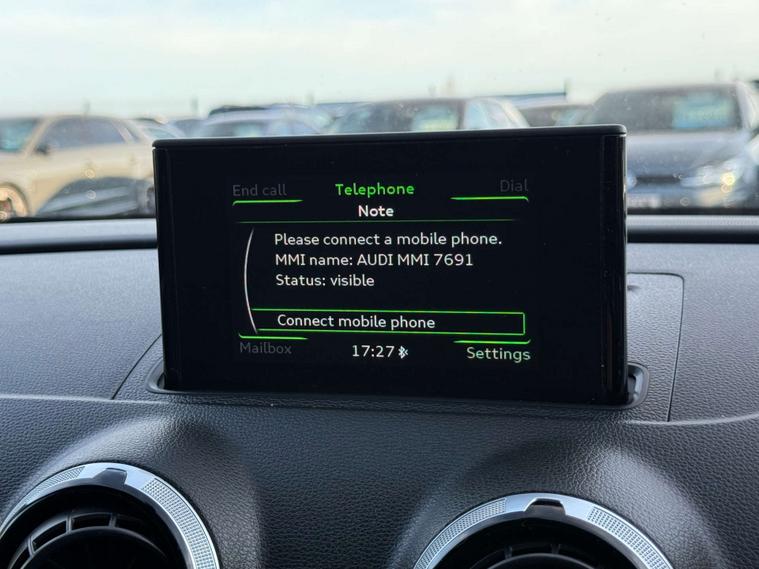 End call Telephone Dial
Note
Please connect a mobile phone.
MMI name: AUDI MMI 7691
Status: visible
Connect mobile phone
Mailbox 17:27 Settings